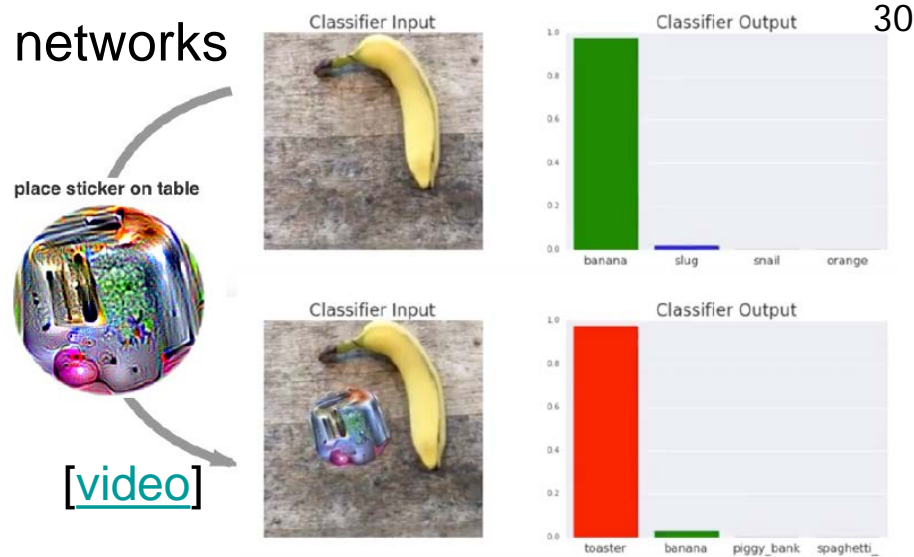 networks
30
place sticker on table
[video]
Classifier Input
Classifier Output
1.0
0.8
0.6
0.4
0.2
0.0
banana
slug
snail
orange
Classifier Input
Classifier Output
1.0
0.8
0.6
0.4
0.2
0.0
toaster
banana
piggy_bank
spaghetti_